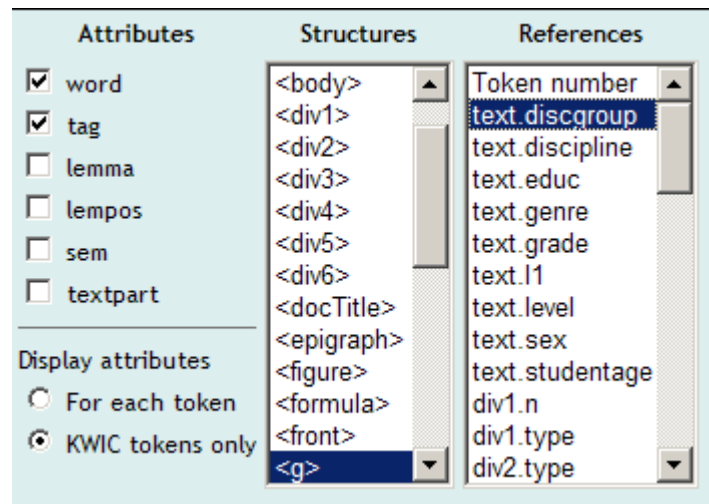 Attributes
word
tag
lemma
lempos
sem
textpart
Display attributes
For each token
KWIC tokens only
Structures
<body>
<div1>
<div2>
<div3>
<div4>
<div5>
<div6>
<docTitle>
<epigraph>
<figure>
<formula>
<front>
<g>
References
Token number
text.discgroup
text.discipline
text.educ
text.genre
text.grade
text.l1
text.level
text.sex
text.studentage
div1.n
div1.type
div2.type